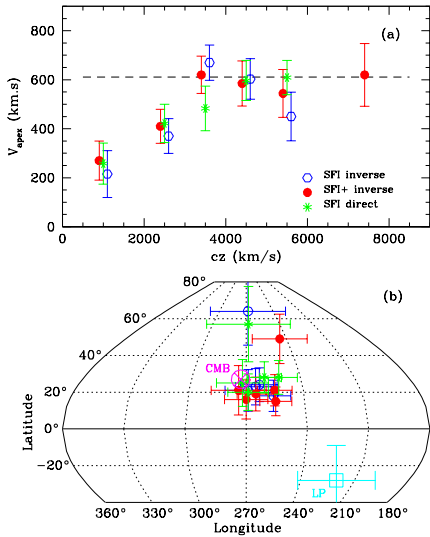 (a)
800
600
400
200
0
V_apex (km.s)
SFI inverse
SFI+ inverse
SFI direct
0 2000 4000 6000 8000
cz (km/s)
(b)
80°
40°
20°
0°
−20°
Latitude
CMB
LP
360° 330° 300° 270° 240° 210° 180°
Longitude